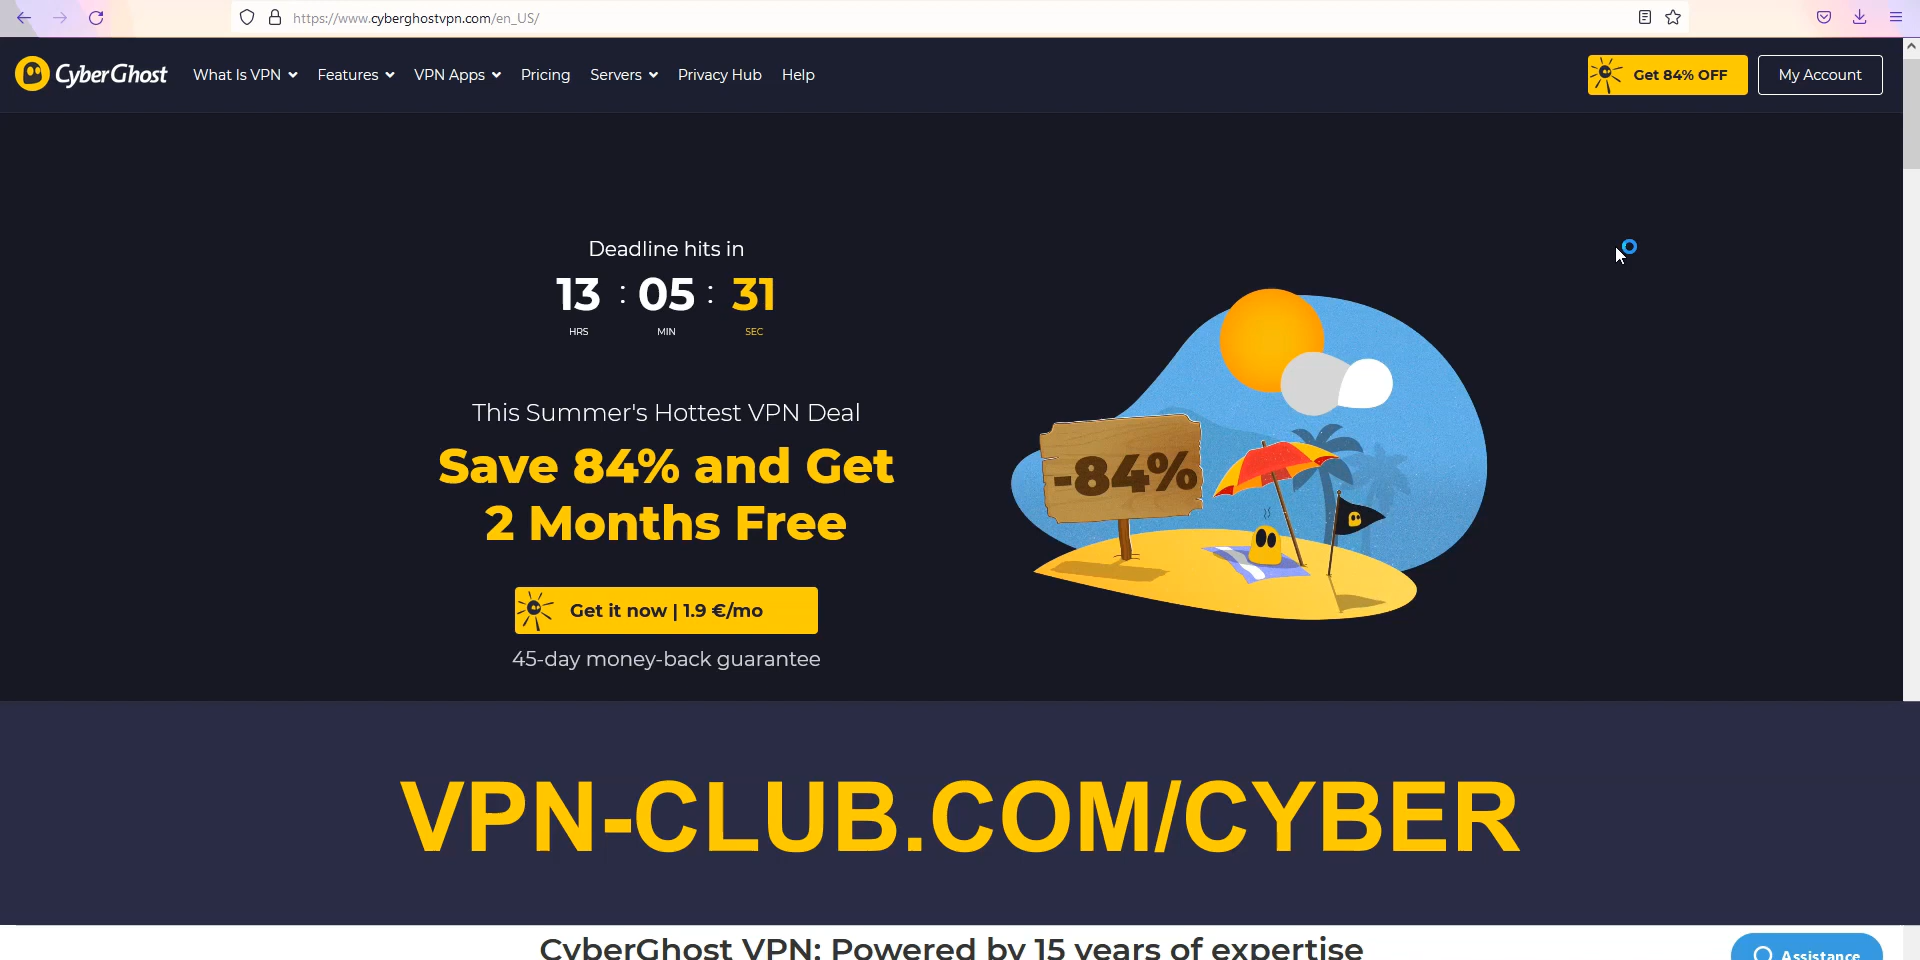 https://www.cyberghostvpn.com/en_US/
CyberGhost
What Is VPN
Features
VPN Apps
Pricing
Servers
Privacy Hub
Help
Get 84% OFF
My Account
Deadline hits in
13 : 05 : 31
HRS MIN SEC
This Summer's Hottest VPN Deal
Save 84% and Get
2 Months Free
Get it now | 1.9 €/mo
45-day money-back guarantee
-84%
VPN-CLUB.COM/CYBER
CyberGhost VPN: Powered by 15 years of expertise
Assistance